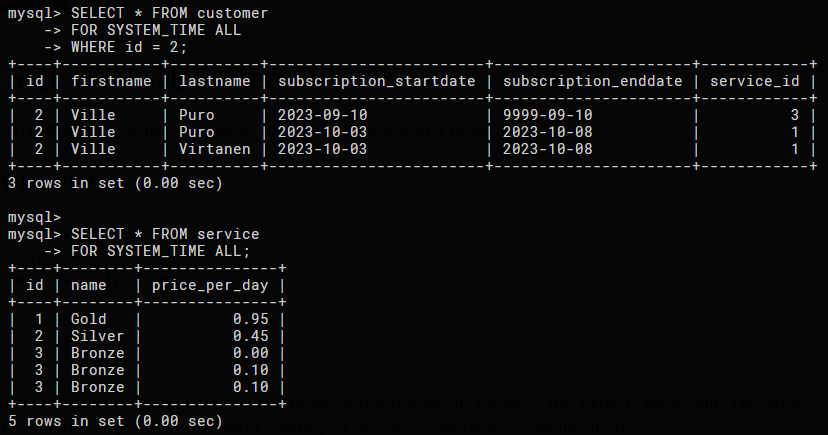 mysql> SELECT * FROM customer
    -> FOR SYSTEM_TIME ALL
    -> WHERE id = 2;
+----+-----------+----------+------------------------+----------------------+------------+
| id | firstname | lastname | subscription_startdate | subscription_enddate | service_id |
+----+-----------+----------+------------------------+----------------------+------------+
|  2 | Ville     | Puro     | 2023-09-10             | 9999-09-10           |          3 |
|  2 | Ville     | Puro     | 2023-10-03             | 2023-10-08           |          1 |
|  2 | Ville     | Virtanen | 2023-10-03             | 2023-10-08           |          1 |
+----+-----------+----------+------------------------+----------------------+------------+
3 rows in set (0.00 sec)
mysql>
mysql> SELECT * FROM service
    -> FOR SYSTEM_TIME ALL;
+----+--------+---------------+
| id | name   | price_per_day |
+----+--------+---------------+
|  1 | Gold   |          0.95 |
|  2 | Silver |          0.45 |
|  3 | Bronze |          0.00 |
|  3 | Bronze |          0.10 |
|  3 | Bronze |          0.10 |
+----+--------+---------------+
5 rows in set (0.00 sec)